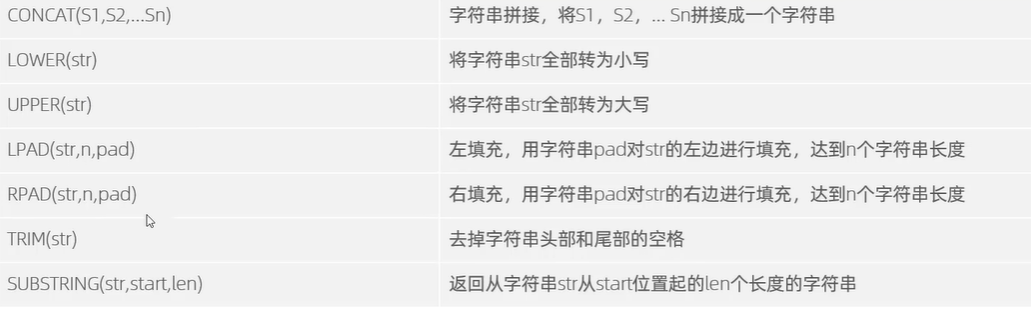 CONCAT(S1,S2,...Sn) 字符串拼接，将S1，S2，... Sn拼接成一个字符串
LOWER(str) 将字符串str全部转为小写
UPPER(str) 将字符串str全部转为大写
LPAD(str,n,pad) 左填充，用字符串pad对str的左边进行填充，达到n个字符串长度
RPAD(str,n,pad) 右填充，用字符串pad对str的右边进行填充，达到n个字符串长度
TRIM(str) 去掉字符串头部和尾部的空格
SUBSTRING(str,start,len) 返回从字符串str从start位置起的len个长度的字符串